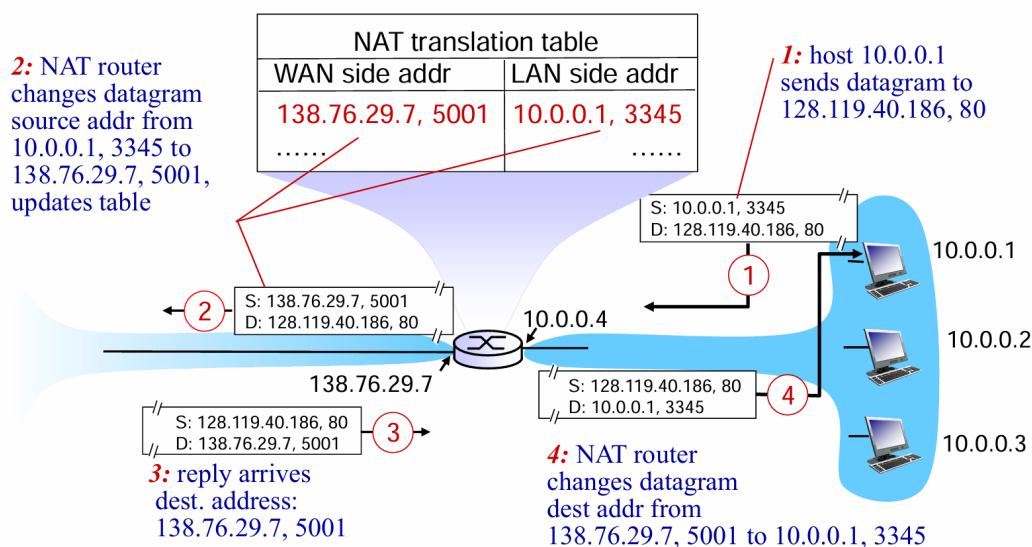 NAT translation table
WAN side addr
LAN side addr
138.76.29.7, 5001
10.0.0.1, 3345
......
......
2: NAT router
changes datagram
source addr from
10.0.0.1, 3345 to
138.76.29.7, 5001,
updates table
1: host 10.0.0.1
sends datagram to
128.119.40.186, 80
S: 10.0.0.1, 3345
D: 128.119.40.186, 80
1
10.0.0.1
S: 138.76.29.7, 5001
D: 128.119.40.186, 80
2
10.0.0.4
10.0.0.2
138.76.29.7
S: 128.119.40.186, 80
D: 10.0.0.1, 3345
4
S: 128.119.40.186, 80
D: 138.76.29.7, 5001
3
10.0.0.3
3: reply arrives
dest. address:
138.76.29.7, 5001
4: NAT router
changes datagram
dest addr from
138.76.29.7, 5001 to 10.0.0.1, 3345